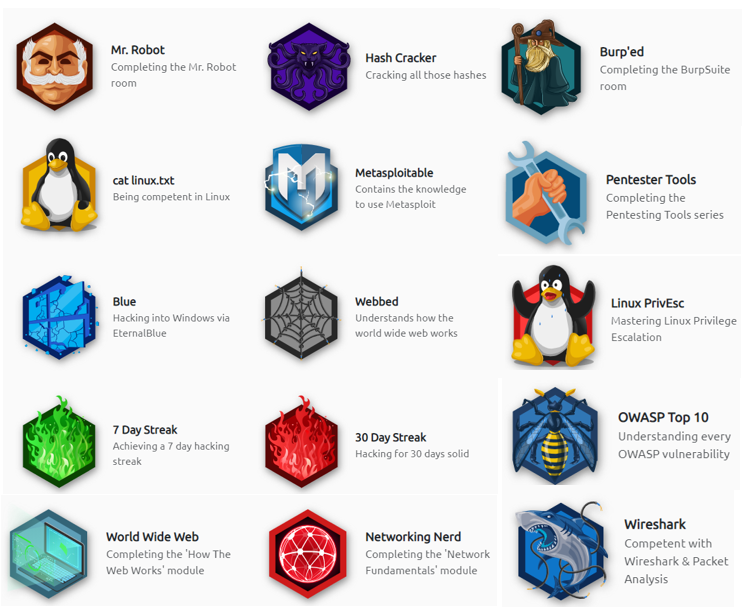 Mr. Robot
Completing the Mr. Robot
room
Hash Cracker
Cracking all those hashes
Burp'ed
Completing the BurpSuite
room
cat linux.txt
Being competent in Linux
M
Metasploitable
Contains the knowledge
to use Metasploit
Pentester Tools
Completing the
Pentesting Tools series
Blue
Hacking into Windows via
EternalBlue
Webbed
Understands how the
world wide web works
Linux PrivEsc
Mastering Linux Privilege
Escalation
7 Day Streak
Achieving a 7 day hacking
streak
30 Day Streak
Hacking for 30 days solid
OWASP Top 10
Understanding every
OWASP vulnerability
World Wide Web
Completing the 'How The
Web Works' module
Networking Nerd
Completing the 'Network
Fundamentals' module
Wireshark
Competent with
Wireshark & Packet
Analysis